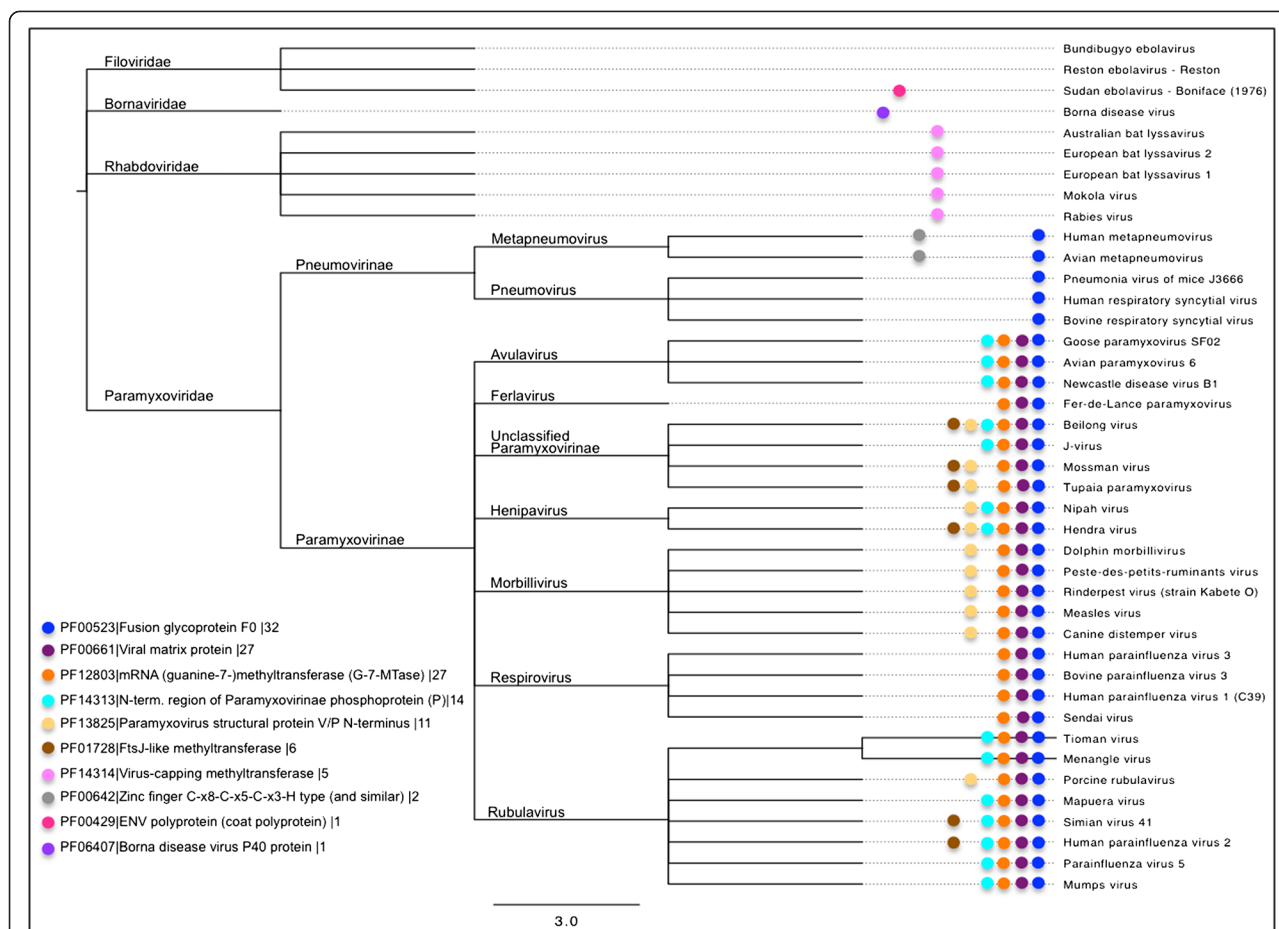 Filoviridae
Bornaviridae
Rhabdoviridae
Paramyxoviridae
Pneumovirinae
Paramyxovirinae
Metapneumovirus
Pneumovirus
Avulavirus
Ferlavirus
Unclassified
Paramyxovirinae
Henipavirus
Morbillivirus
Respirovirus
Rubulavirus
Bundibugyo ebolavirus
Reston ebolavirus - Reston
Sudan ebolavirus - Boniface (1976)
Borna disease virus
Australian bat lyssavirus
European bat lyssavirus 2
European bat lyssavirus 1
Mokola virus
Rabies virus
Human metapneumovirus
Avian metapneumovirus
Pneumonia virus of mice J3666
Human respiratory syncytial virus
Bovine respiratory syncytial virus
Goose paramyxovirus SF02
Avian paramyxovirus 6
Newcastle disease virus B1
Fer-de-Lance paramyxovirus
Beilong virus
J-virus
Mossman virus
Tupaia paramyxovirus
Nipah virus
Hendra virus
Dolphin morbillivirus
Peste-des-petits-ruminants virus
Rinderpest virus (strain Kabete O)
Measles virus
Canine distemper virus
Human parainfluenza virus 3
Bovine parainfluenza virus 3
Human parainfluenza virus 1 (C39)
Sendai virus
Tioman virus
Menangle virus
Porcine rubulavirus
Mapuera virus
Simian virus 41
Human parainfluenza virus 2
Parainfluenza virus 5
Mumps virus
PF00523|Fusion glycoprotein F0 |32
PF00661|Viral matrix protein |27
PF12803|mRNA (guanine-7-)methyltransferase (G-7-MTase) |27
PF14313|N-term. region of Paramyxovirinae phosphoprotein (P)|14
PF13825|Paramyxovirus structural protein V/P N-terminus |11
PF01728|FtsJ-like methyltransferase |6
PF14314|Virus-capping methyltransferase |5
PF00642|Zinc finger C-x8-C-x5-C-x3-H type (and similar) |2
PF00429|ENV polyprotein (coat polyprotein) |1
PF06407|Borna disease virus P40 protein |1
3.0